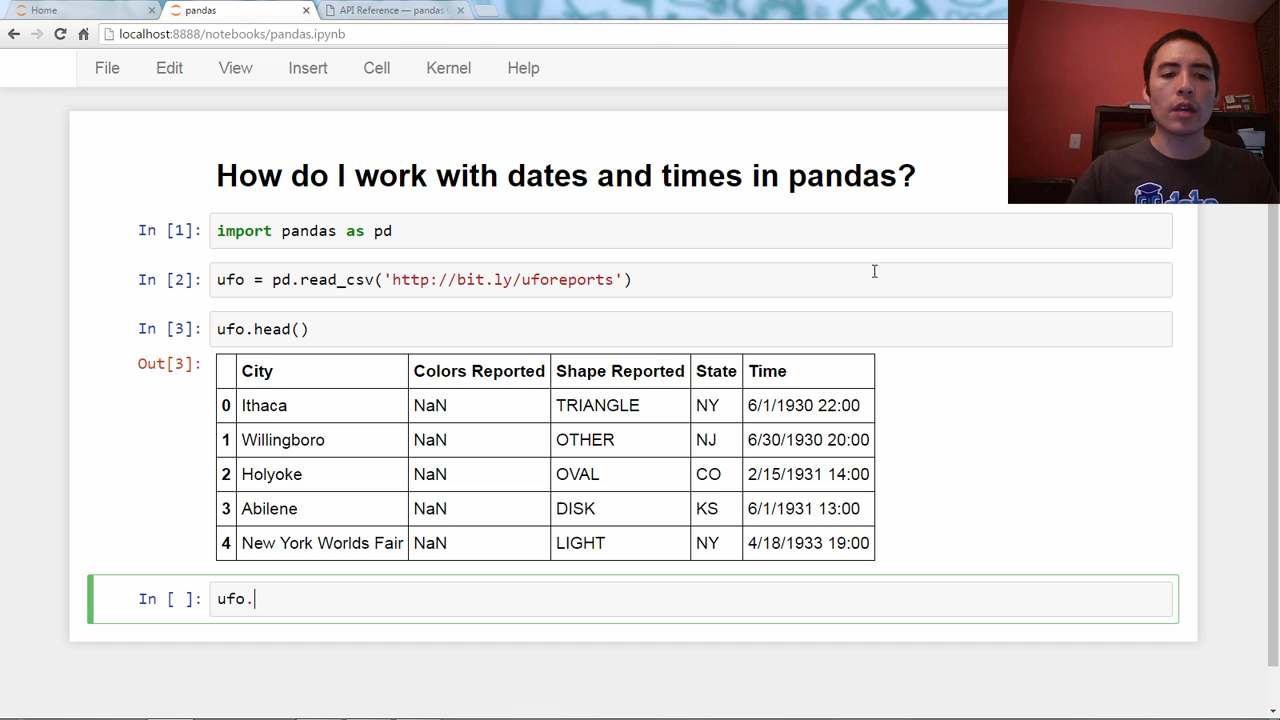 Home
pandas
API Reference — pandas
localhost:8888/notebooks/pandas.ipynb
File Edit View Insert Cell Kernel Help
How do I work with dates and times in pandas?
In [1]: import pandas as pd
In [2]: ufo = pd.read_csv('http://bit.ly/uforeports')
In [3]: ufo.head()
Out[3]:
City Colors Reported Shape Reported State Time
0 Ithaca NaN TRIANGLE NY 6/1/1930 22:00
1 Willingboro NaN OTHER NJ 6/30/1930 20:00
2 Holyoke NaN OVAL CO 2/15/1931 14:00
3 Abilene NaN DISK KS 6/1/1931 13:00
4 New York Worlds Fair NaN LIGHT NY 4/18/1933 19:00
In [ ]: ufo.